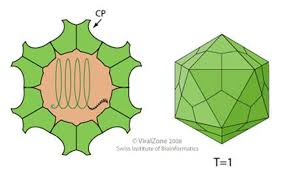 CP
© ViralZone 2008
Swiss Institute of Bioinformatics
T=1